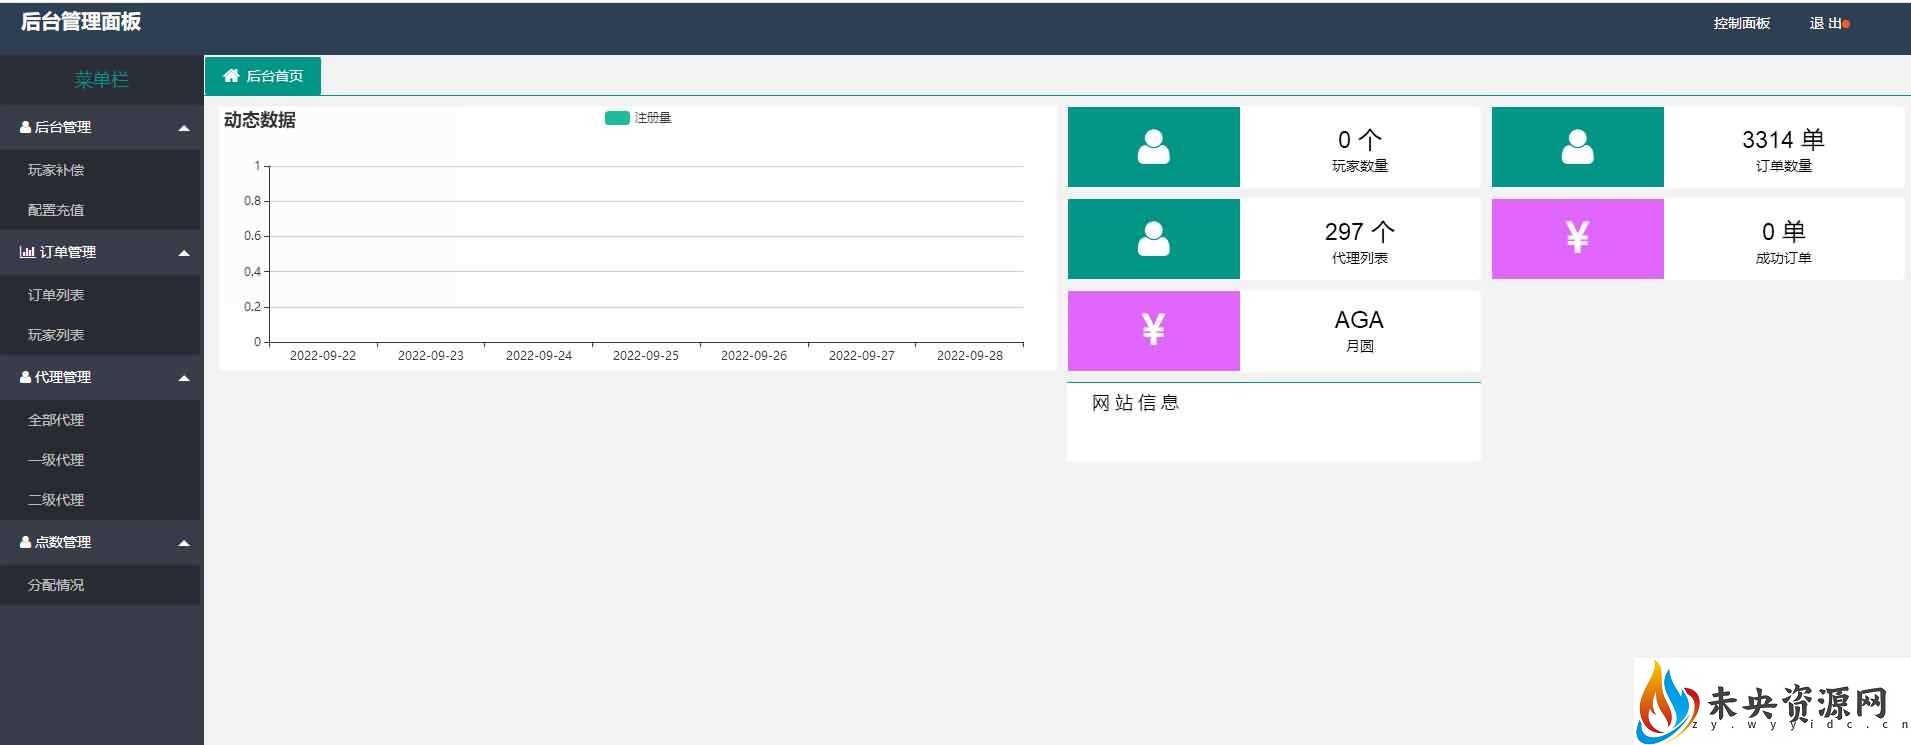 后台管理面板
控制面板
退 出
菜单栏
后台首页
后台管理
玩家补偿
配置充值
订单管理
订单列表
玩家列表
代理管理
全部代理
一级代理
二级代理
点数管理
分配情况
动态数据
注册量
1
0.8
0.6
0.4
0.2
0
2022-09-22
2022-09-23
2022-09-24
2022-09-25
2022-09-26
2022-09-27
2022-09-28
0 个
玩家数量
3314 单
订单数量
297 个
代理列表
¥
0 单
成功订单
¥
AGA
月圆
网 站 信 息
未央资源网
zy.wyyidc.cn